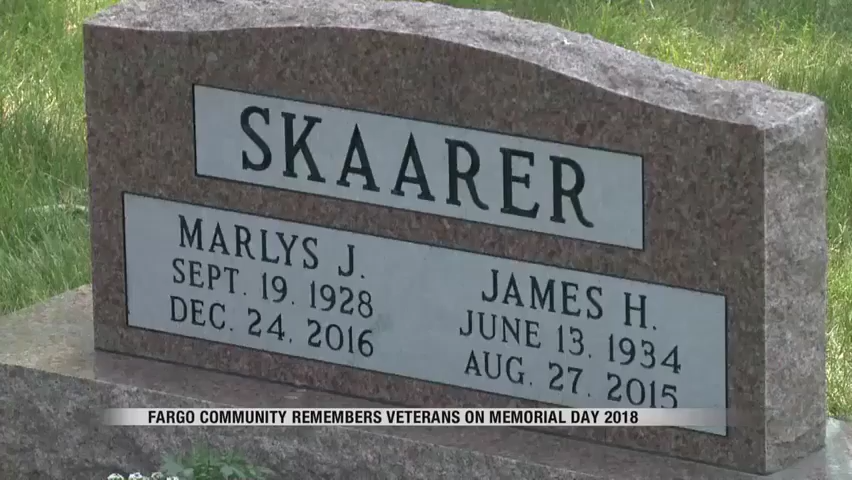 SKAARER
MARLYS J.
SEPT. 19. 1928
DEC. 24. 2016
JAMES H.
JUNE 13. 1934
AUG. 27. 2015
FARGO COMMUNITY REMEMBERS VETERANS ON MEMORIAL DAY 2018